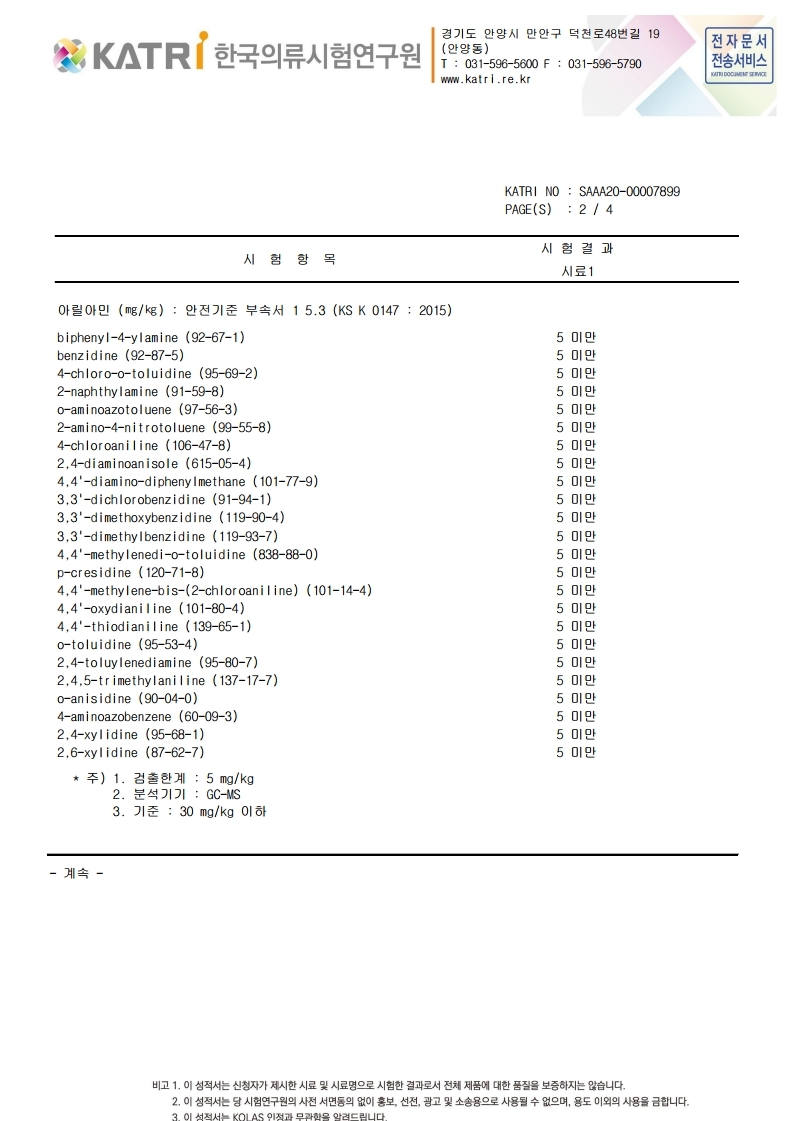 KATRI 한국의류시험연구원
경기도 안양시 만안구 덕천로48번길 19
(안양동)
T : 031-596-5600 F : 031-596-5790
www.katri.re.kr
전자문서
전송서비스
KATRI DOCUMENT SERVICE
KATRI NO : SAAA20-00007899
PAGE(S) : 2 / 4
시 험 항 목
시 험 결 과
시료1
아릴아민 (㎎/㎏) : 안전기준 부속서 1 5.3 (KS K 0147 : 2015)
biphenyl-4-ylamine (92-67-1) 5 미만
benzidine (92-87-5) 5 미만
4-chloro-o-toluidine (95-69-2) 5 미만
2-naphthylamine (91-59-8) 5 미만
o-aminoazotoluene (97-56-3) 5 미만
2-amino-4-nitrotoluene (99-55-8) 5 미만
4-chloroaniline (106-47-8) 5 미만
2,4-diaminoanisole (615-05-4) 5 미만
4,4'-diamino-diphenylmethane (101-77-9) 5 미만
3,3'-dichlorobenzidine (91-94-1) 5 미만
3,3'-dimethoxybenzidine (119-90-4) 5 미만
3,3'-dimethylbenzidine (119-93-7) 5 미만
4,4'-methylenedi-o-toluidine (838-88-0) 5 미만
p-cresidine (120-71-8) 5 미만
4,4'-methylene-bis-(2-chloroaniline) (101-14-4) 5 미만
4,4'-oxydianiline (101-80-4) 5 미만
4,4'-thiodianiline (139-65-1) 5 미만
o-toluidine (95-53-4) 5 미만
2,4-toluylenediamine (95-80-7) 5 미만
2,4,5-trimethylaniline (137-17-7) 5 미만
o-anisidine (90-04-0) 5 미만
4-aminoazobenzene (60-09-3) 5 미만
2,4-xylidine (95-68-1) 5 미만
2,6-xylidine (87-62-7) 5 미만
* 주) 1. 검출한계 : 5 mg/kg
2. 분석기기 : GC-MS
3. 기준 : 30 mg/kg 이하
- 계속 -
비고 1. 이 성적서는 신청자가 제시한 시료 및 시료명으로 시험한 결과로서 전체 제품에 대한 품질을 보증하지는 않습니다.
2. 이 성적서는 당 시험연구원의 사전 서면동의 없이 홍보, 선전, 광고 및 소송용으로 사용될 수 없으며, 용도 이외의 사용을 금합니다.
3. 이 성적서는 KOLAS 인정과 무관함을 알려드립니다.